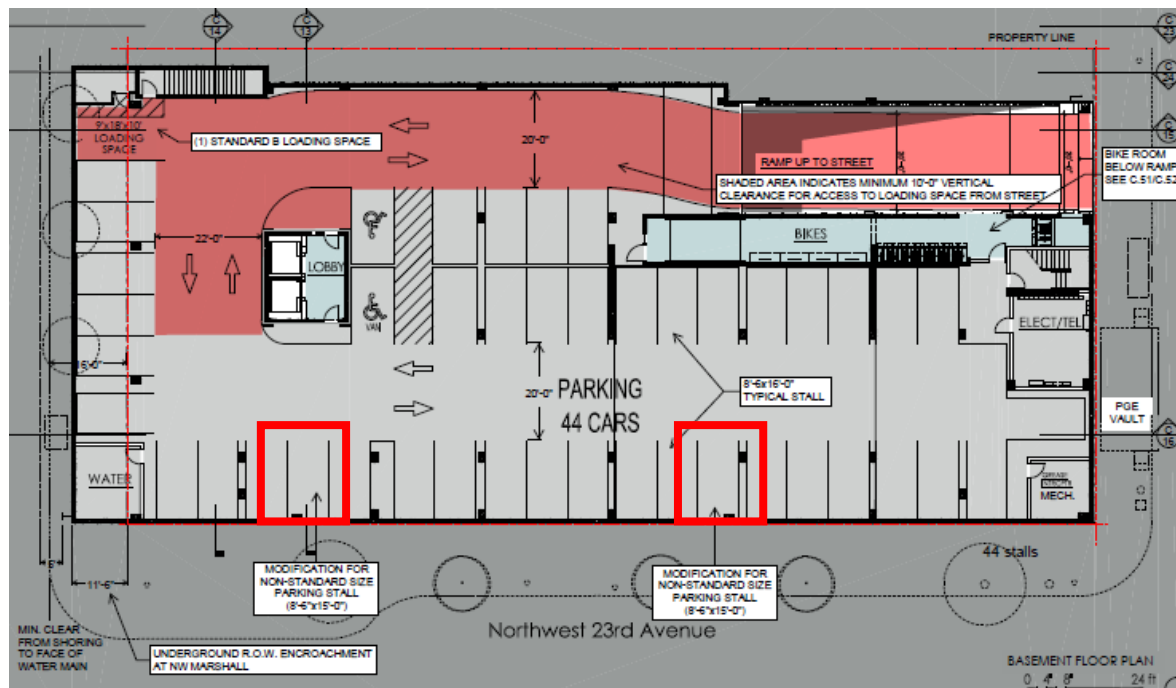 C
14
C
13
C
23
PROPERTY LINE
C
C
15
9'x18'x10'
LOADING
SPACE
(1) STANDARD B LOADING SPACE
20'-0"
RAMP UP TO STREET
SHADED AREA INDICATES MINIMUM 10'-0" VERTICAL
CLEARANCE FOR ACCESS TO LOADING SPACE FROM STREET
BIKE ROOM
BELOW RAMP
SEE C.51/C.52
22'-0"
LOBBY
BIKES
VAN
ELECT/TEL
16'-0"
20'-0"
PARKING
44 CARS
8'-6x16'-0"
TYPICAL STALL
PGE
VAULT
C
15
WATER
MECH.
MODIFICATION FOR
NON-STANDARD SIZE
PARKING STALL
(8'-6"x15'-0")
MODIFICATION FOR
NON-STANDARD SIZE
PARKING STALL
(8'-6"x15'-0")
44 stalls
11'-6"
Northwest 23rd Avenue
MIN. CLEAR
FROM SHORING
TO FACE OF
WATER MAIN
UNDERGROUND R.O.W. ENCROACHMENT
AT NW MARSHALL
BASEMENT FLOOR PLAN
0 4' 8' 24 ft